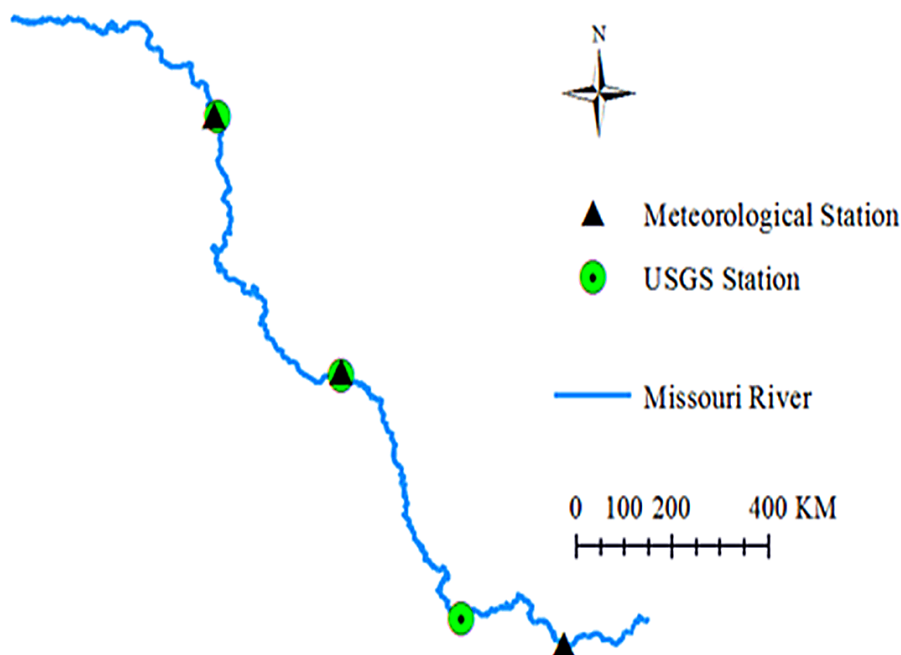 N
Meteorological Station
USGS Station
Missouri River
0 100 200 400 KM